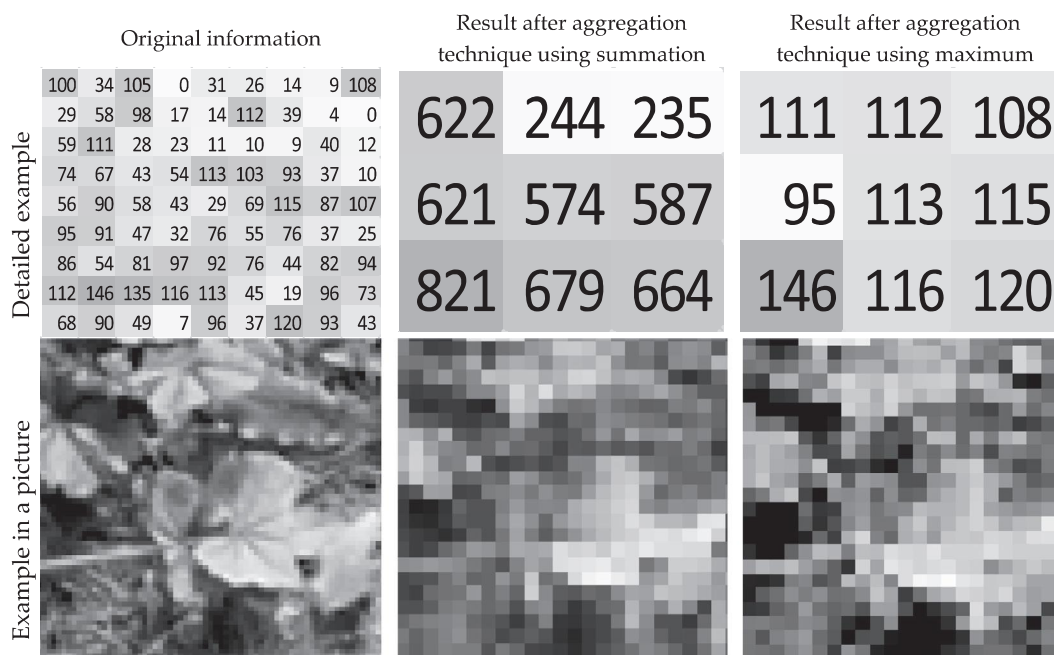 Original information
Result after aggregation
technique using summation
Result after aggregation
technique using maximum
Detailed example
100 34 105 0 31 26 14 9 108
29 58 98 17 14 112 39 4 0
59 111 28 23 11 10 9 40 12
74 67 43 54 113 103 93 37 10
56 90 58 43 29 69 115 87 107
95 91 47 32 76 55 76 37 25
86 54 81 97 92 76 44 82 94
112 146 135 116 113 45 19 96 73
68 90 49 7 96 37 120 93 43
622 244 235
621 574 587
821 679 664
111 112 108
95 113 115
146 116 120
Example in a picture